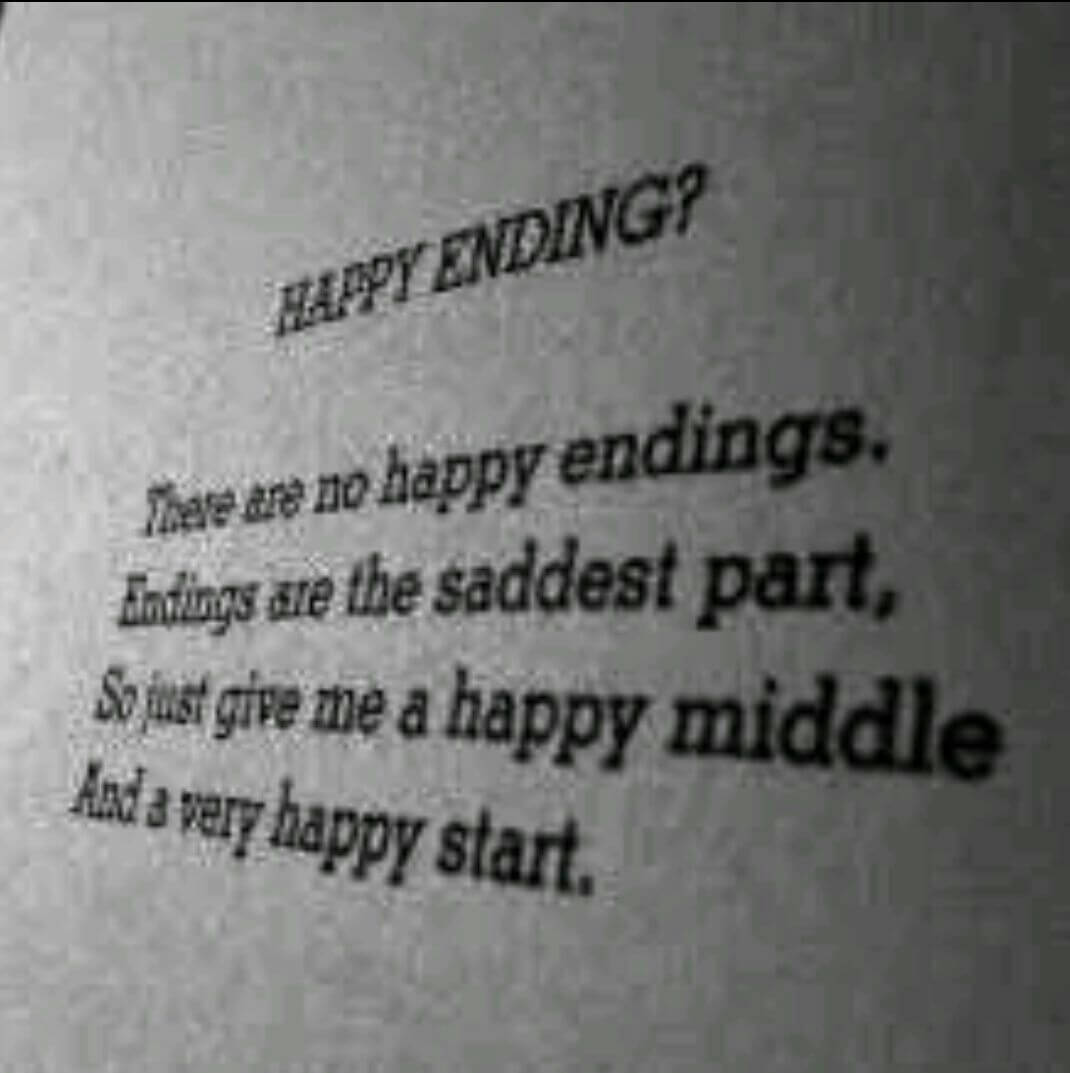 HAPPY ENDING?
There are no happy endings.
Endings are the saddest part,
So just give me a happy middle
And a very happy start.